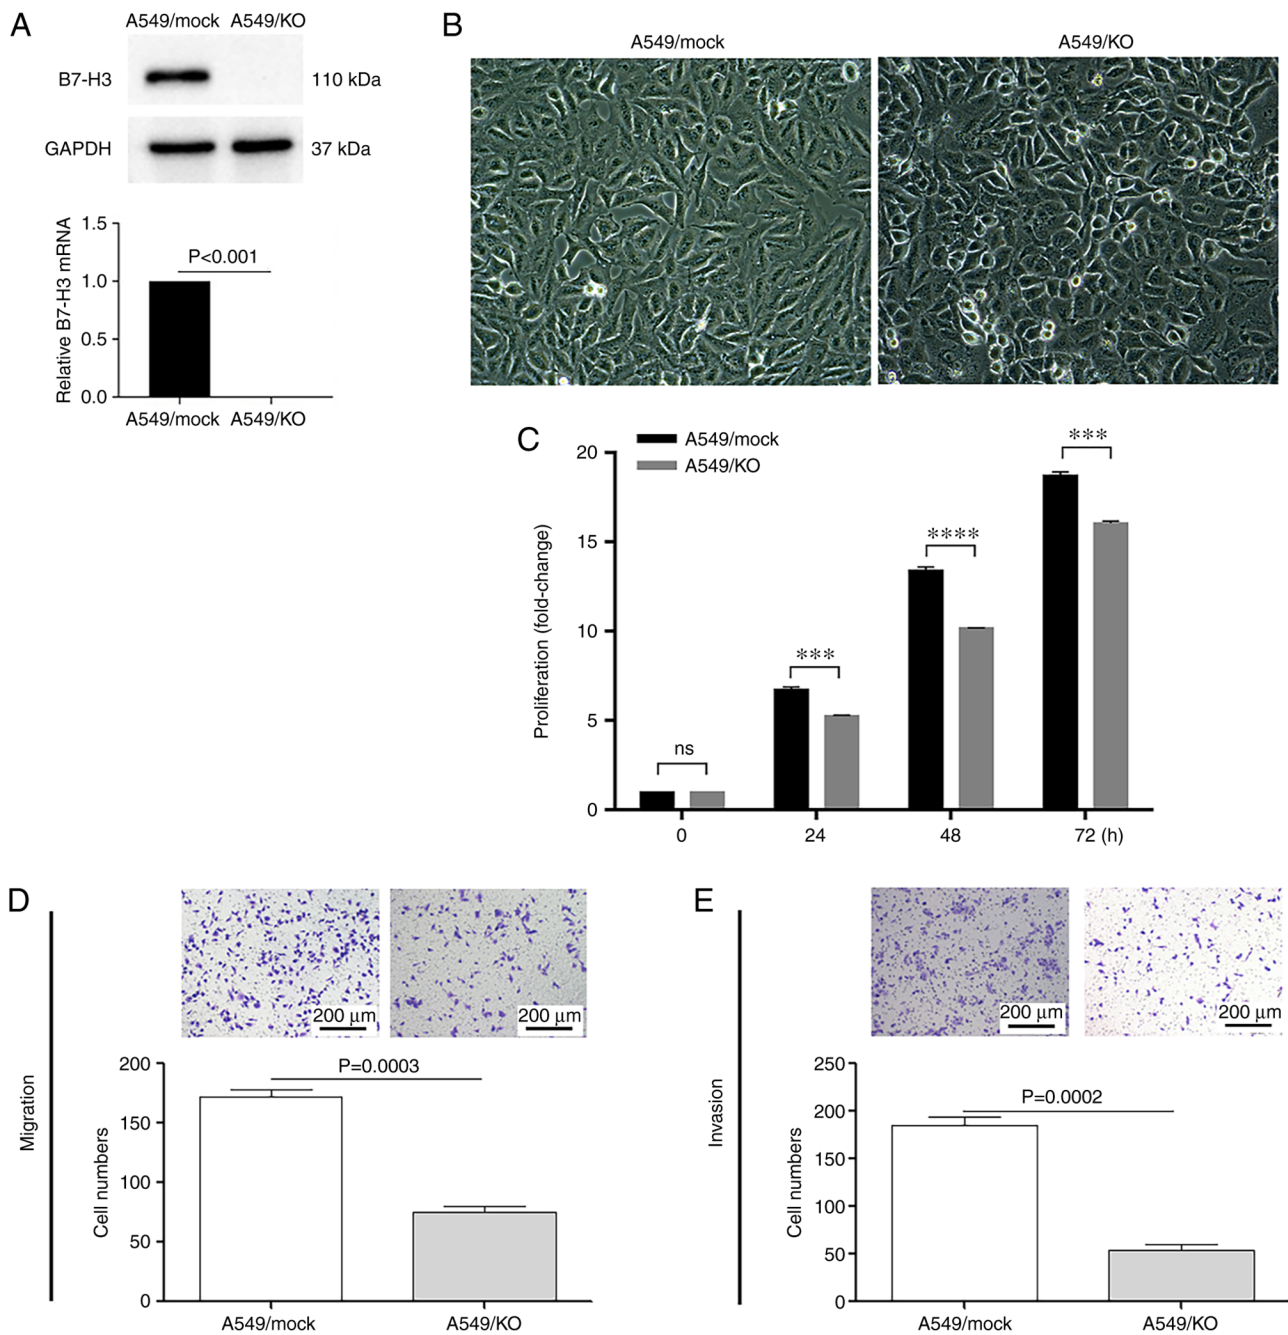 A
A549/mock A549/KO
B7-H3
110 kDa
GAPDH
37 kDa
Relative B7-H3 mRNA
1.5
1.0
0.5
0.0
P<0.001
A549/mock A549/KO
B
A549/mock
A549/KO
C
A549/mock
A549/KO
Proliferation (fold-change)
20
15
10
5
0
ns
***
****
***
0 24 48 72 (h)
D
Migration
200 µm
200 µm
Cell numbers
200
150
100
50
0
P=0.0003
A549/mock A549/KO
E
Invasion
200 µm
200 µm
Cell numbers
250
200
150
100
50
0
P=0.0002
A549/mock A549/KO